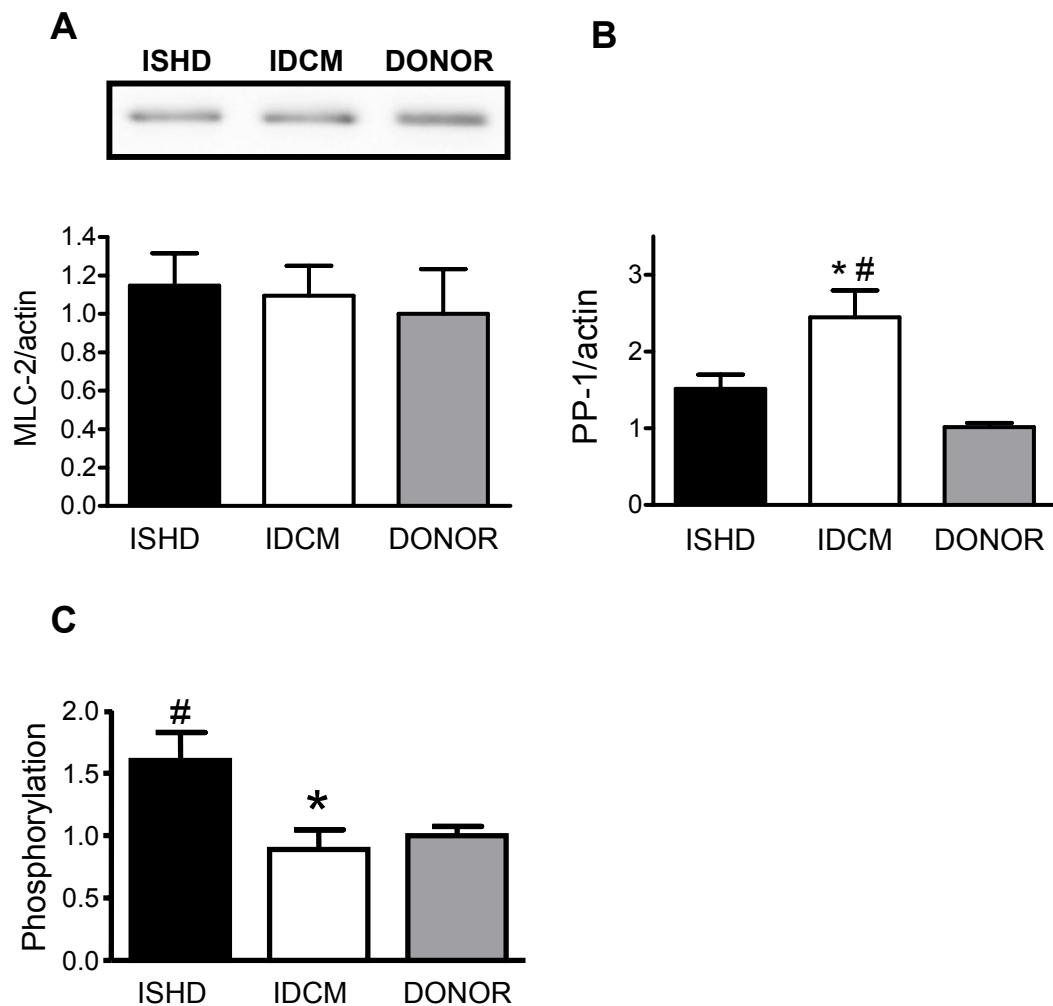 A
ISHD IDCM DONOR
MLC-2/actin
1.4
1.2
1.0
0.8
0.6
0.4
0.2
0.0
ISHD IDCM DONOR
B
PP-1/actin
3
2
1
0
* #
ISHD IDCM DONOR
C
Phosphorylation
2.0
1.5
1.0
0.5
0.0
#
*
ISHD IDCM DONOR